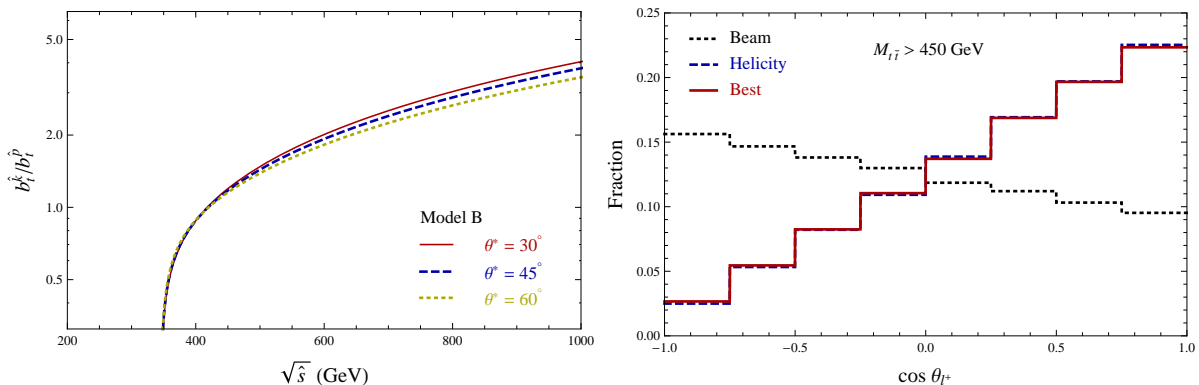 5.0
2.0
1.0
0.5
b̂ₜᵏ/b̂ₜᵖ
Model B
θ* = 30°
θ* = 45°
θ* = 60°
200 400 600 800 1000
√ŝ (GeV)
0.25
0.20
0.15
0.10
0.05
0.00
Fraction
Beam
Helicity
Best
M_{t t̄} > 450 GeV
−1.0 −0.5 0.0 0.5 1.0
cos θ_{l⁺}